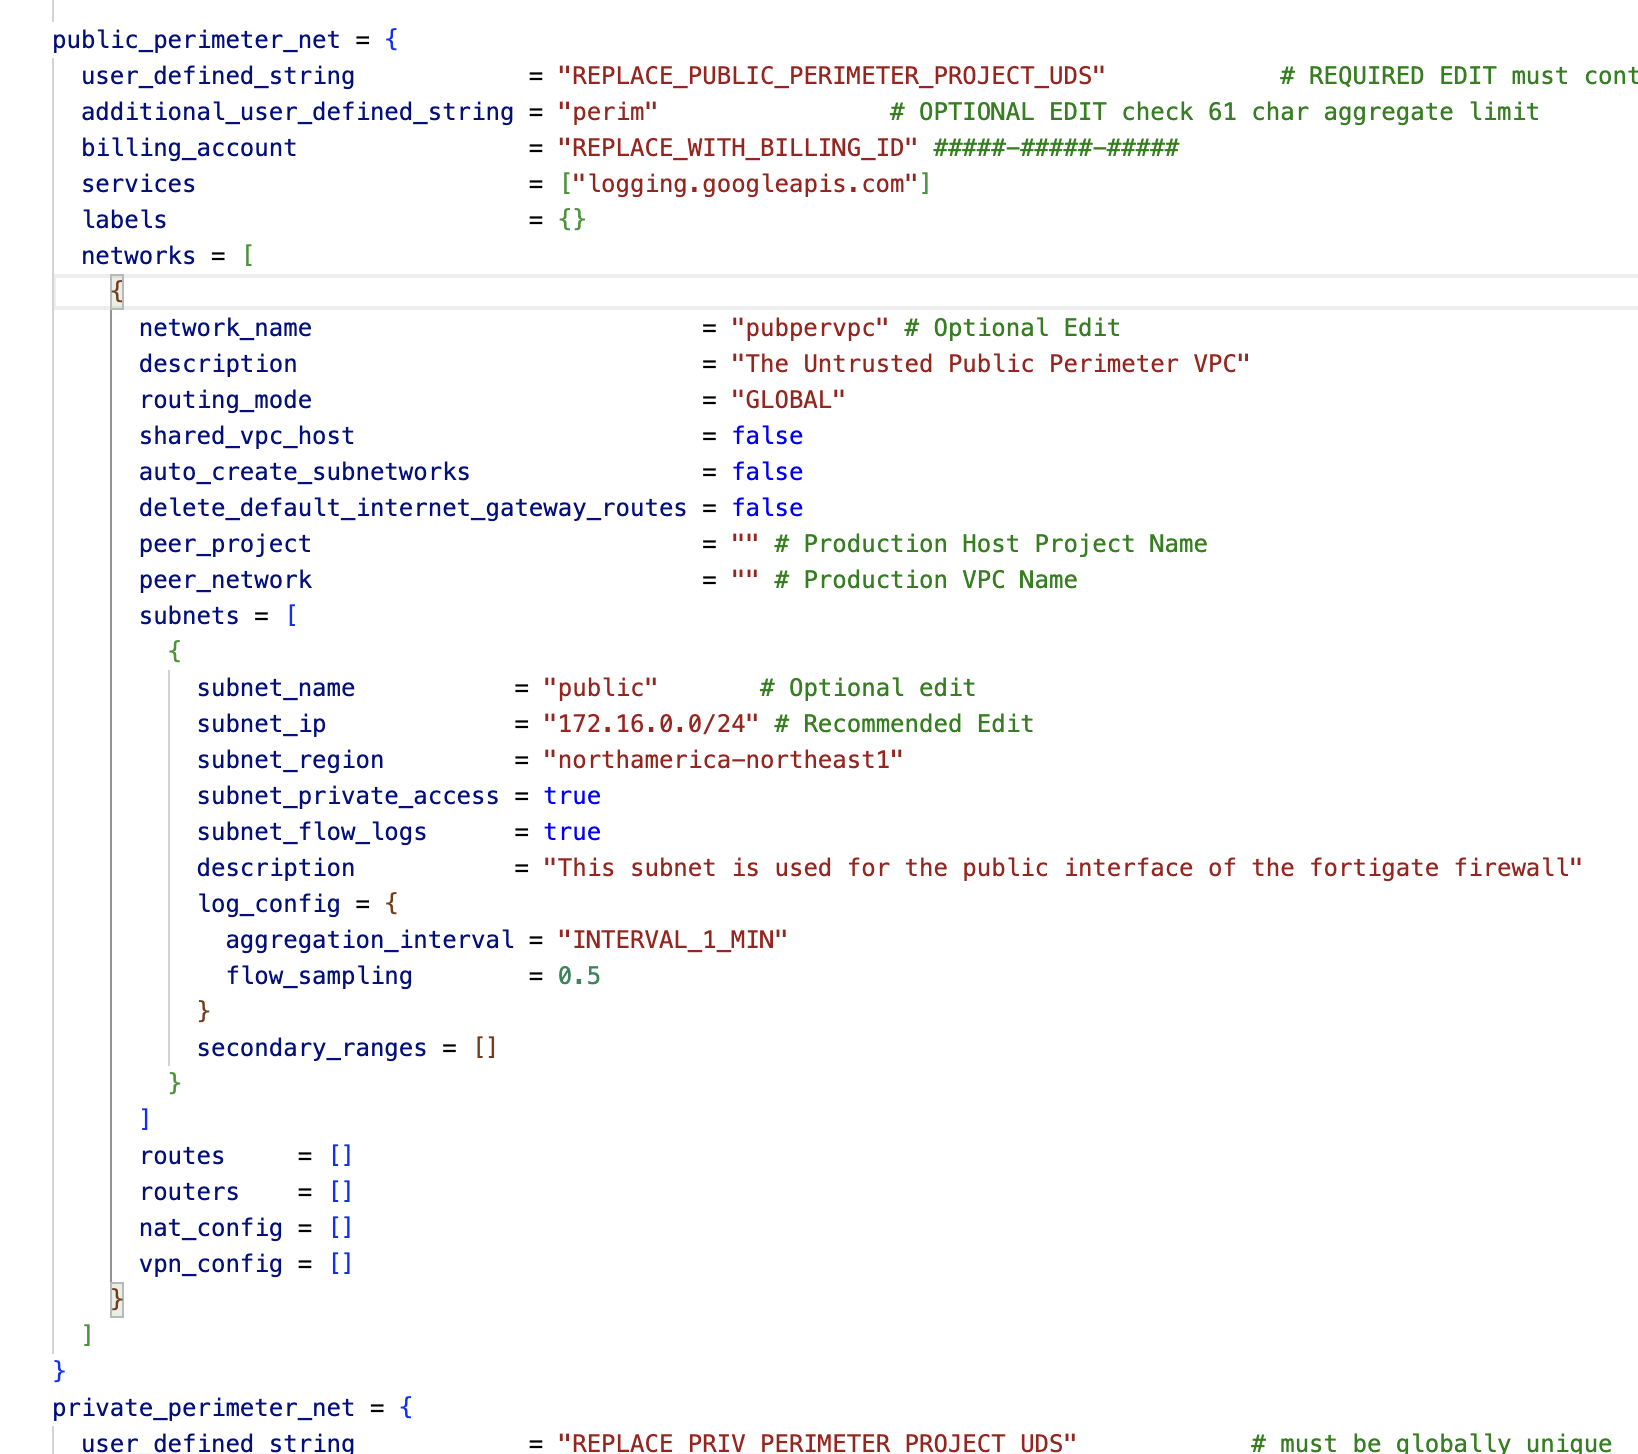 public_perimeter_net = {
user_defined_string = "REPLACE_PUBLIC_PERIMETER_PROJECT_UDS" # REQUIRED EDIT must cont
additional_user_defined_string = "perim" # OPTIONAL EDIT check 61 char aggregate limit
billing_account = "REPLACE_WITH_BILLING_ID" #####-#####-#####
services = ["logging.googleapis.com"]
labels = {}
networks = [
{
network_name = "pubpervpc" # Optional Edit
description = "The Untrusted Public Perimeter VPC"
routing_mode = "GLOBAL"
shared_vpc_host = false
auto_create_subnetworks = false
delete_default_internet_gateway_routes = false
peer_project = "" # Production Host Project Name
peer_network = "" # Production VPC Name
subnets = [
{
subnet_name = "public" # Optional edit
subnet_ip = "172.16.0.0/24" # Recommended Edit
subnet_region = "northamerica-northeast1"
subnet_private_access = true
subnet_flow_logs = true
description = "This subnet is used for the public interface of the fortigate firewall"
log_config = {
aggregation_interval = "INTERVAL_1_MIN"
flow_sampling = 0.5
}
secondary_ranges = []
}
]
routes = []
routers = []
nat_config = []
vpn_config = []
}
]
}
private_perimeter_net = {
user_defined_string = "REPLACE_PRIV_PERIMETER_PROJECT_UDS" # must be globally unique